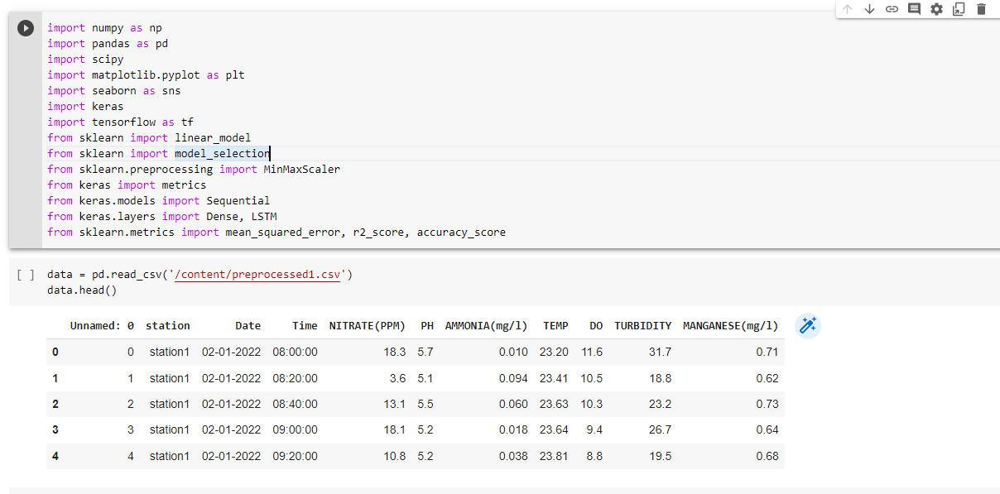 import numpy as np
import pandas as pd
import scipy
import matplotlib.pyplot as plt
import seaborn as sns
import keras
import tensorflow as tf
from sklearn import linear_model
from sklearn import model_selection
from sklearn.preprocessing import MinMaxScaler
from keras import metrics
from keras.models import Sequential
from keras.layers import Dense, LSTM
from sklearn.metrics import mean_squared_error, r2_score, accuracy_score
[ ] data = pd.read_csv('/content/preprocessed1.csv')
data.head()
Unnamed: 0 station Date Time NITRATE(PPM) PH AMMONIA(mg/l) TEMP DO TURBIDITY MANGANESE(mg/l)
0 0 station1 02-01-2022 08:00:00 18.3 5.7 0.010 23.20 11.6 31.7 0.71
1 1 station1 02-01-2022 08:20:00 3.6 5.1 0.094 23.41 10.5 18.8 0.62
2 2 station1 02-01-2022 08:40:00 13.1 5.5 0.060 23.63 10.3 23.2 0.73
3 3 station1 02-01-2022 09:00:00 18.1 5.2 0.018 23.64 9.4 26.7 0.64
4 4 station1 02-01-2022 09:20:00 10.8 5.2 0.038 23.81 8.8 19.5 0.68